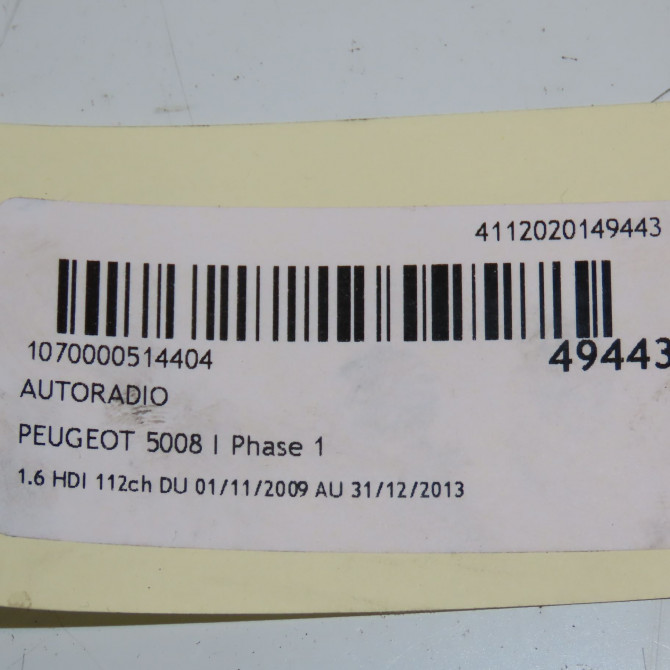 4112020149443
1070000514404
49443
AUTORADIO
PEUGEOT 5008 I Phase 1
1.6 HDI 112ch DU 01/11/2009 AU 31/12/2013